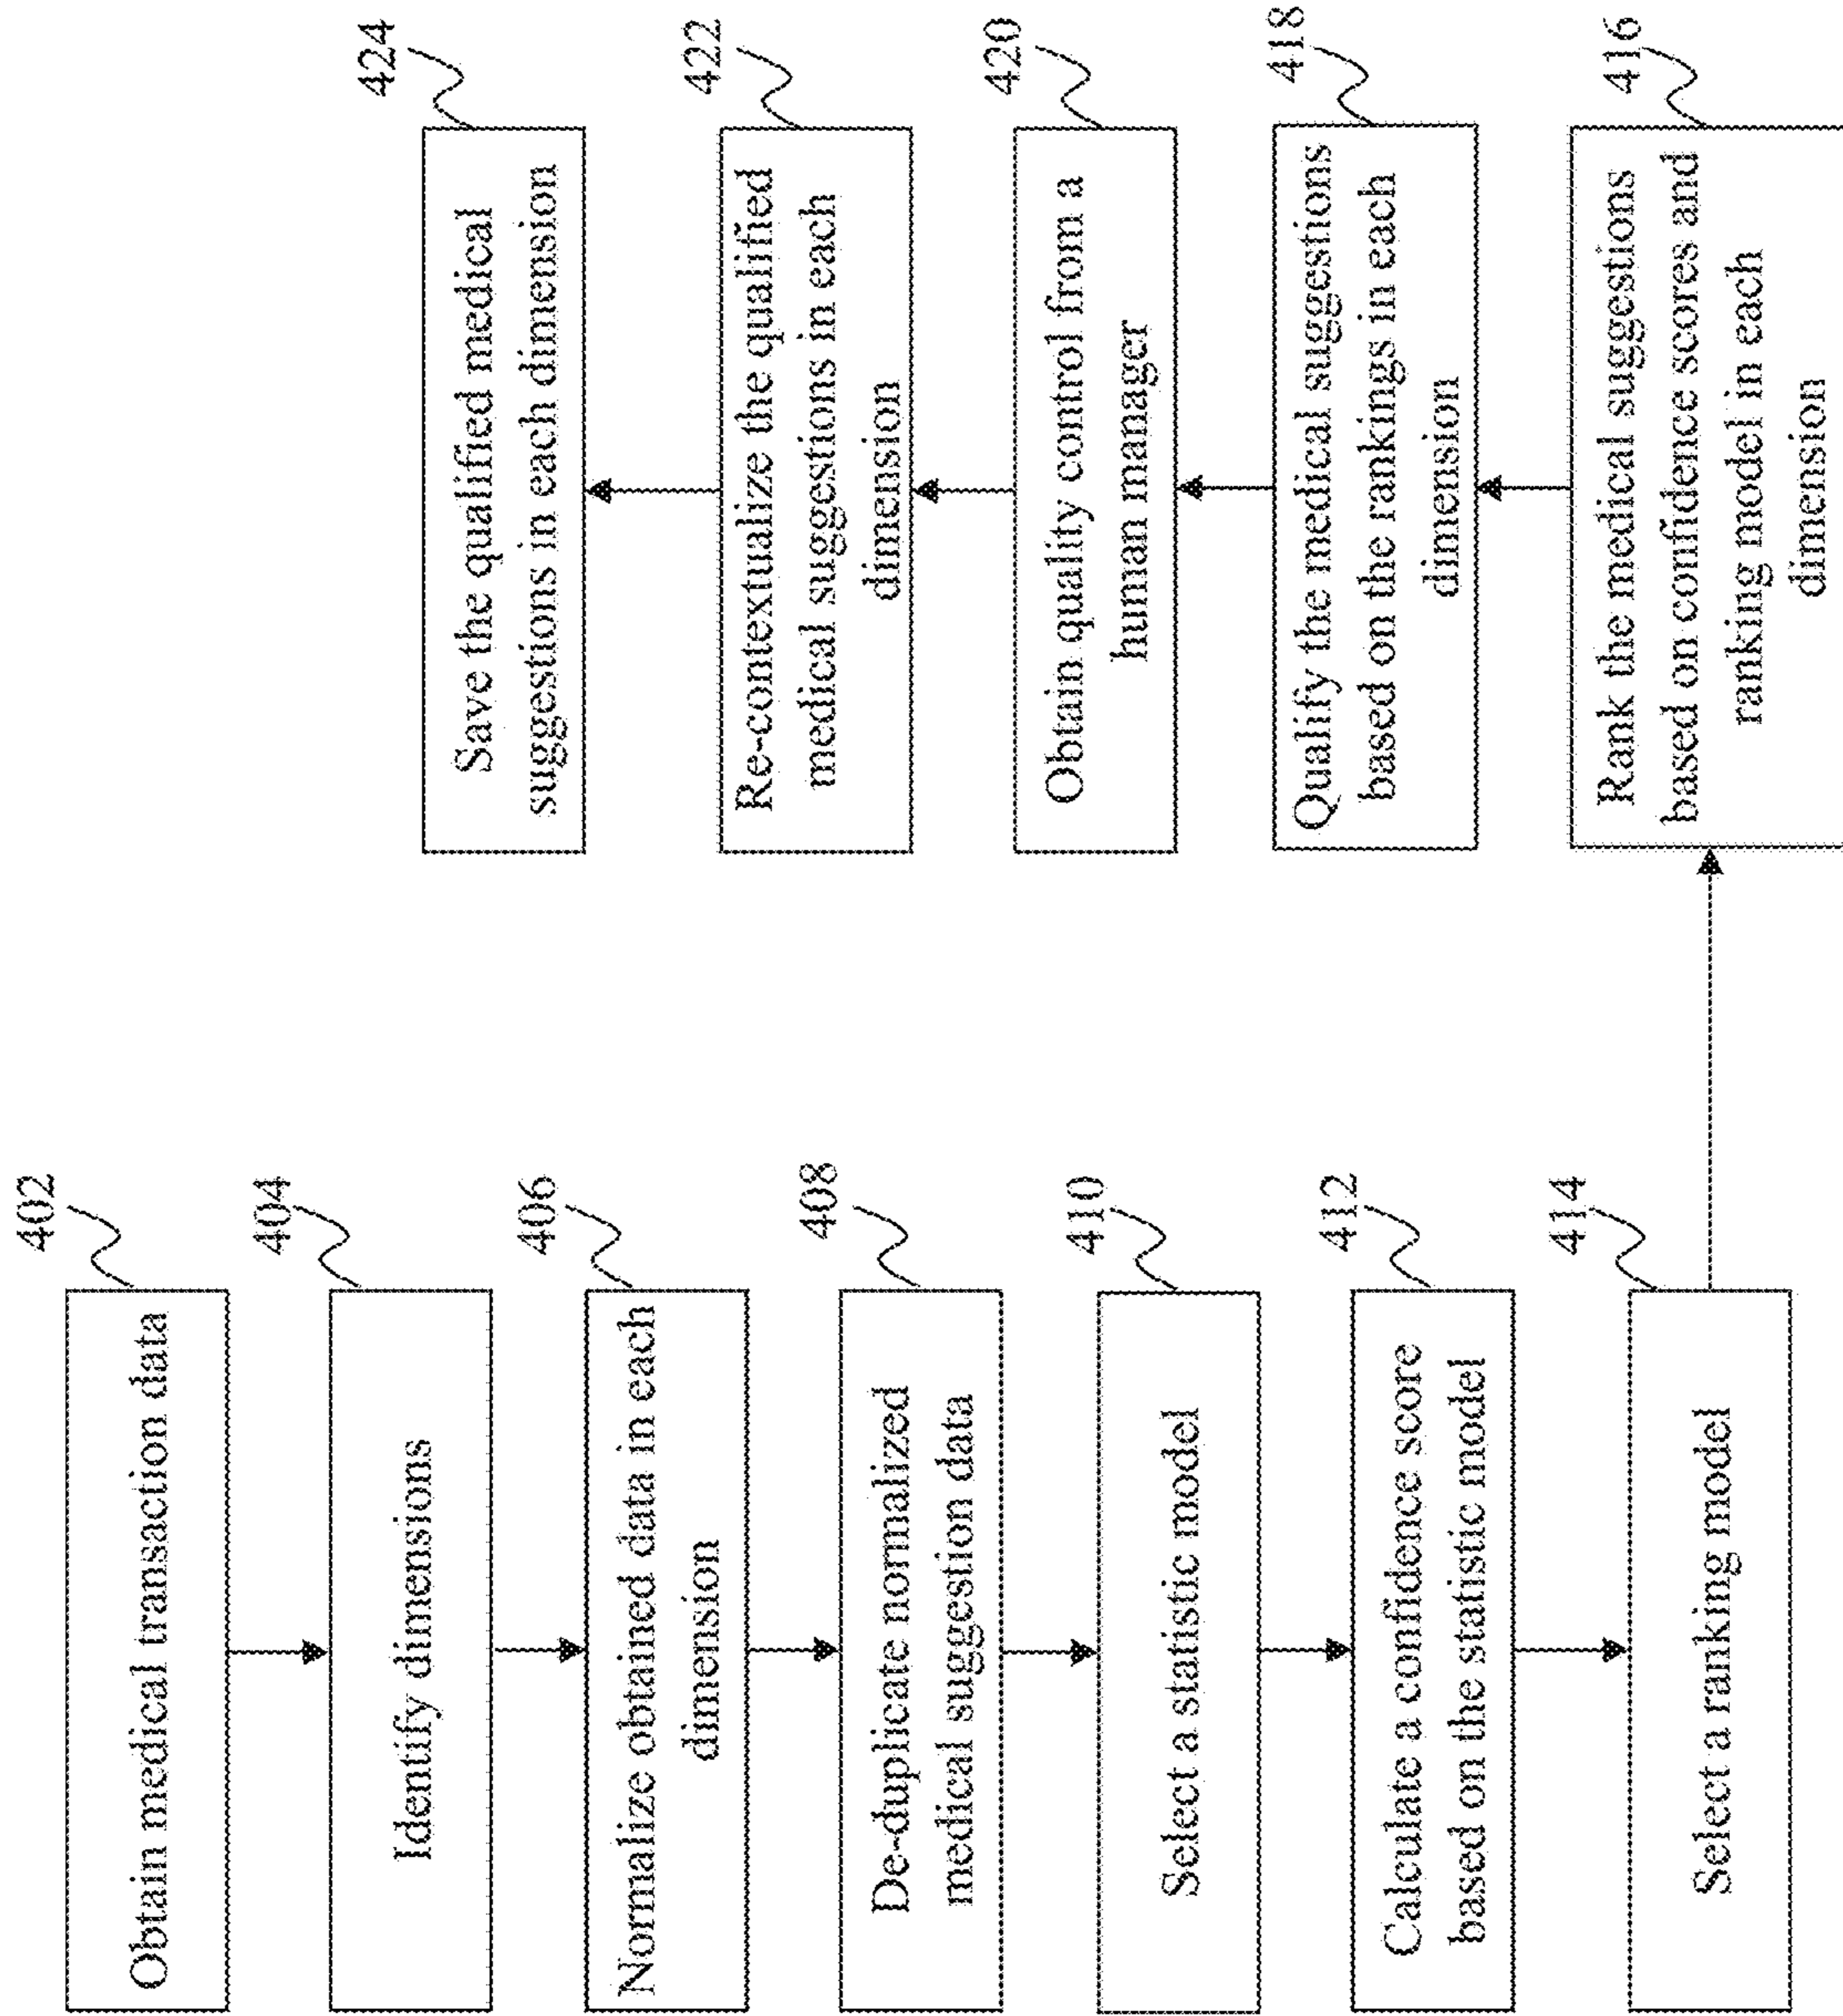 402
Obtain medical transaction data
404
Identify dimensions
406
Normalize obtained data in each
dimension
408
De-duplicate normalized
medical suggestion data
410
Select a statistic model
412
Calculate a confidence score
based on the statistic model
414
Select a ranking model
416
Rank the medical suggestions
based on confidence scores and
ranking model in each
dimension
418
Qualify the medical suggestions
based on the rankings in each
dimension
420
Obtain quality control from a
human manager
422
Re-contextualize the qualified
medical suggestions in each
dimension
424
Save the qualified medical
suggestions in each dimension